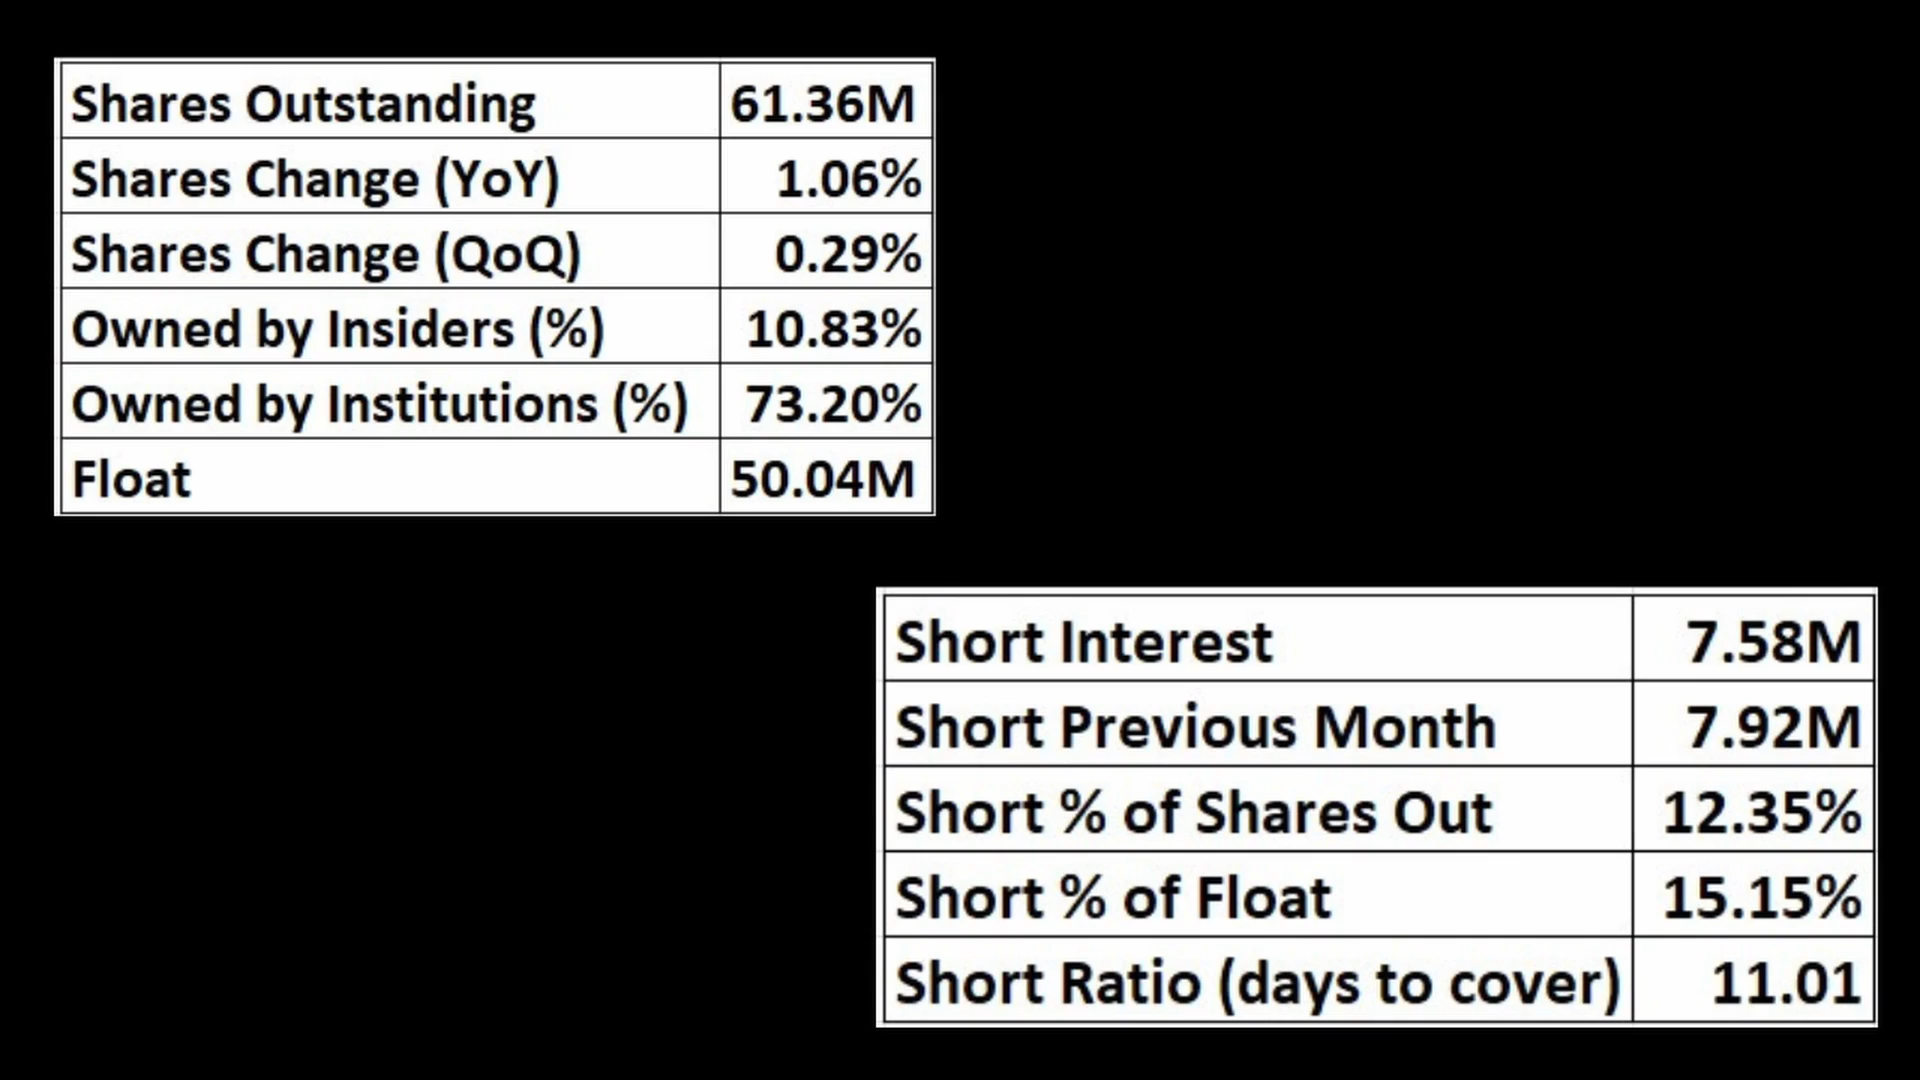 Shares Outstanding 61.36M
Shares Change (YoY) 1.06%
Shares Change (QoQ) 0.29%
Owned by Insiders (%) 10.83%
Owned by Institutions (%) 73.20%
Float 50.04M
Short Interest 7.58M
Short Previous Month 7.92M
Short % of Shares Out 12.35%
Short % of Float 15.15%
Short Ratio (days to cover) 11.01